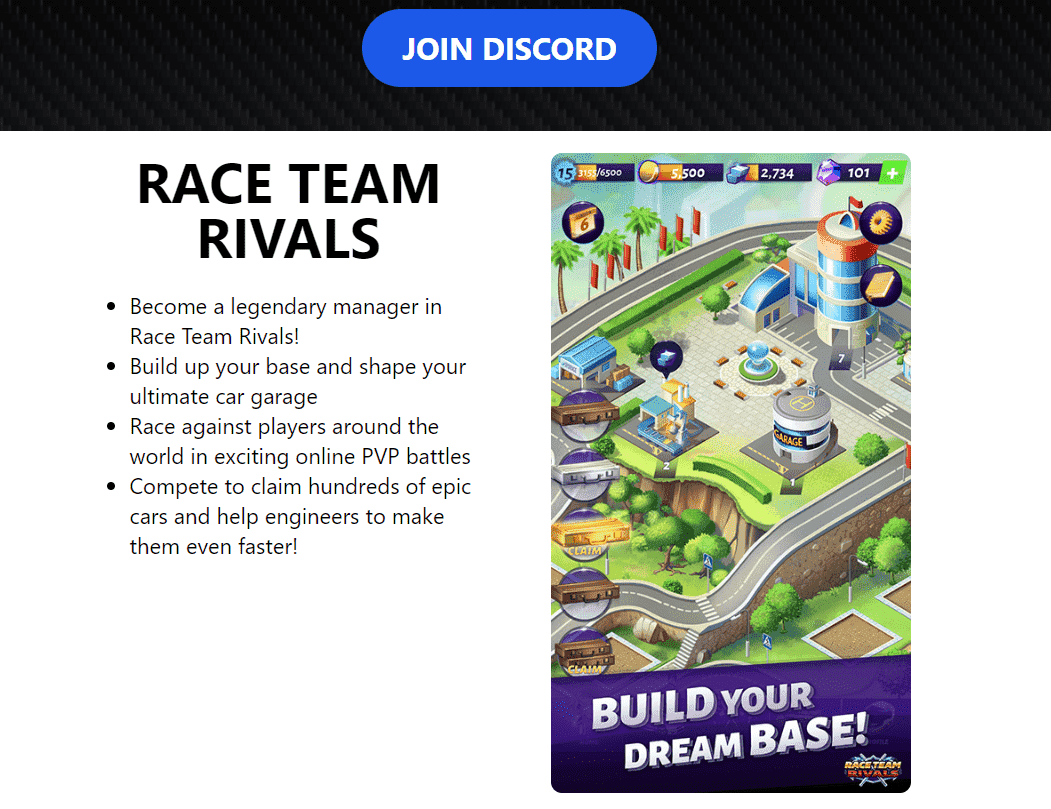 JOIN DISCORD
RACE TEAM
RIVALS
Become a legendary manager in
Race Team Rivals!
Build up your base and shape your
ultimate car garage
Race against players around the
world in exciting online PVP battles
Compete to claim hundreds of epic
cars and help engineers to make
them even faster!
15 3155/6500 5,500 2,734 101 +
6
7
GARAGE
2
1
CLAIM
CLAIM
BUILD YOUR
DREAM BASE!
RACE TEAM
RIVALS